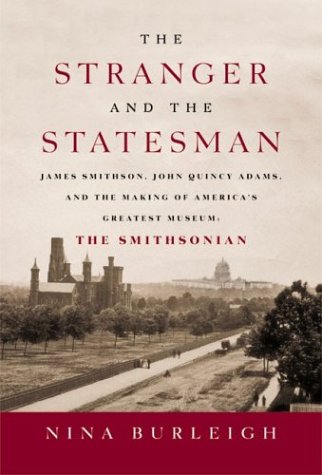 THE
STRANGER
AND THE
STATESMAN
JAMES SMITHSON, JOHN QUINCY ADAMS,
AND THE MAKING OF AMERICA'S
GREATEST MUSEUM:
THE SMITHSONIAN
NINA BURLEIGH